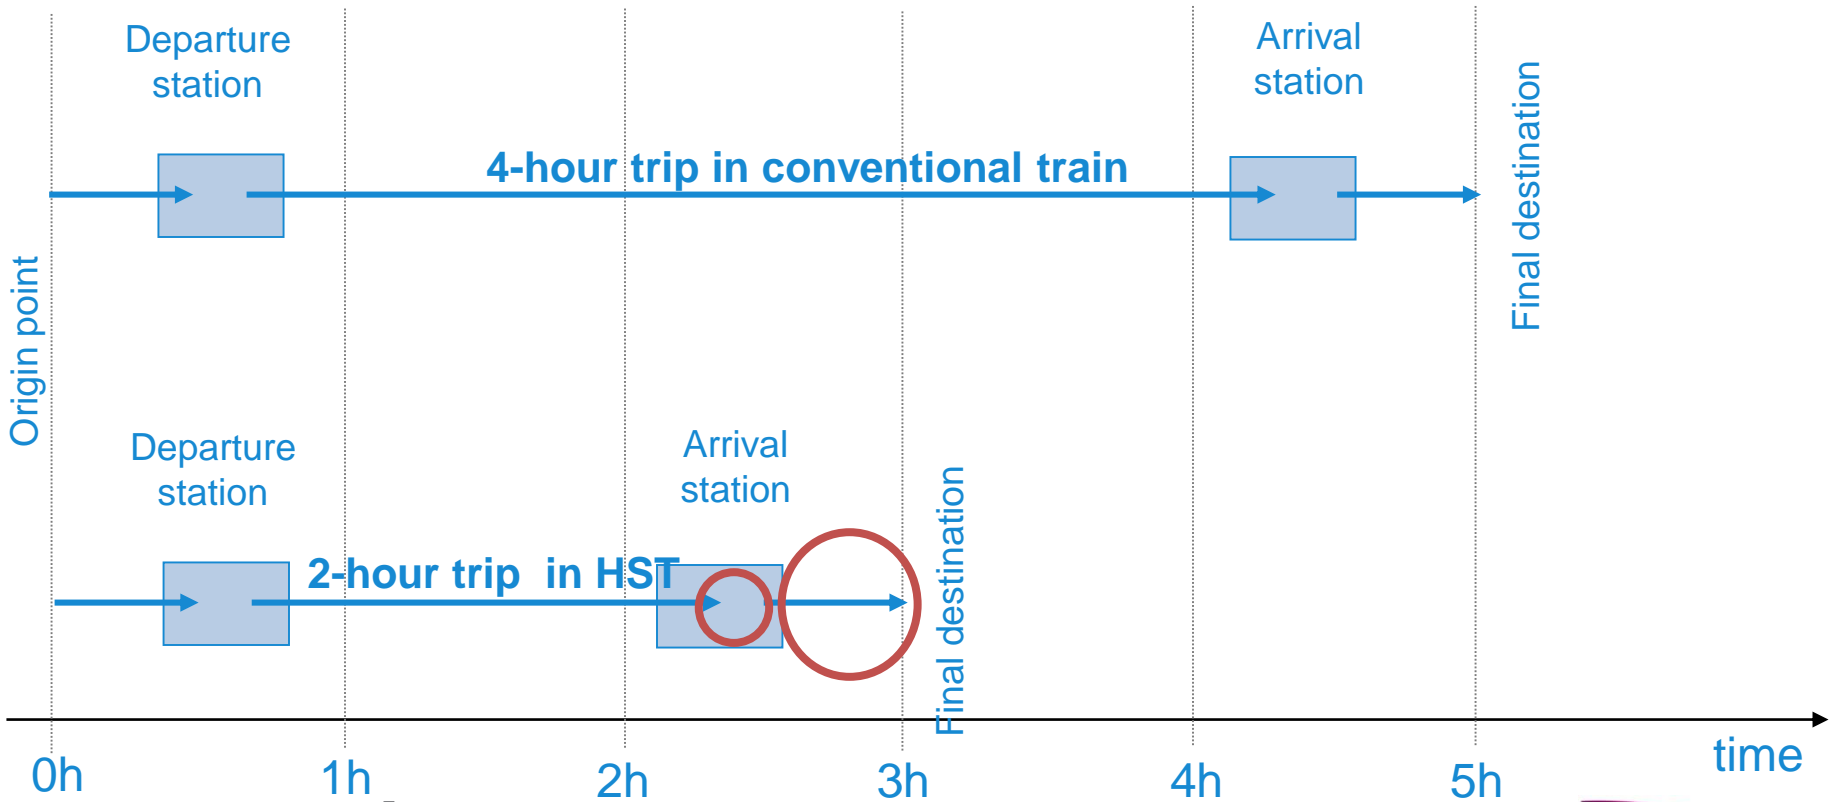 Departure
station
Arrival
station
Final destination
4-hour trip in conventional train
Origin point
Departure
station
Arrival
station
Final destination
2-hour trip  in HST
time
0h
1h
2h
3h
4h
5h